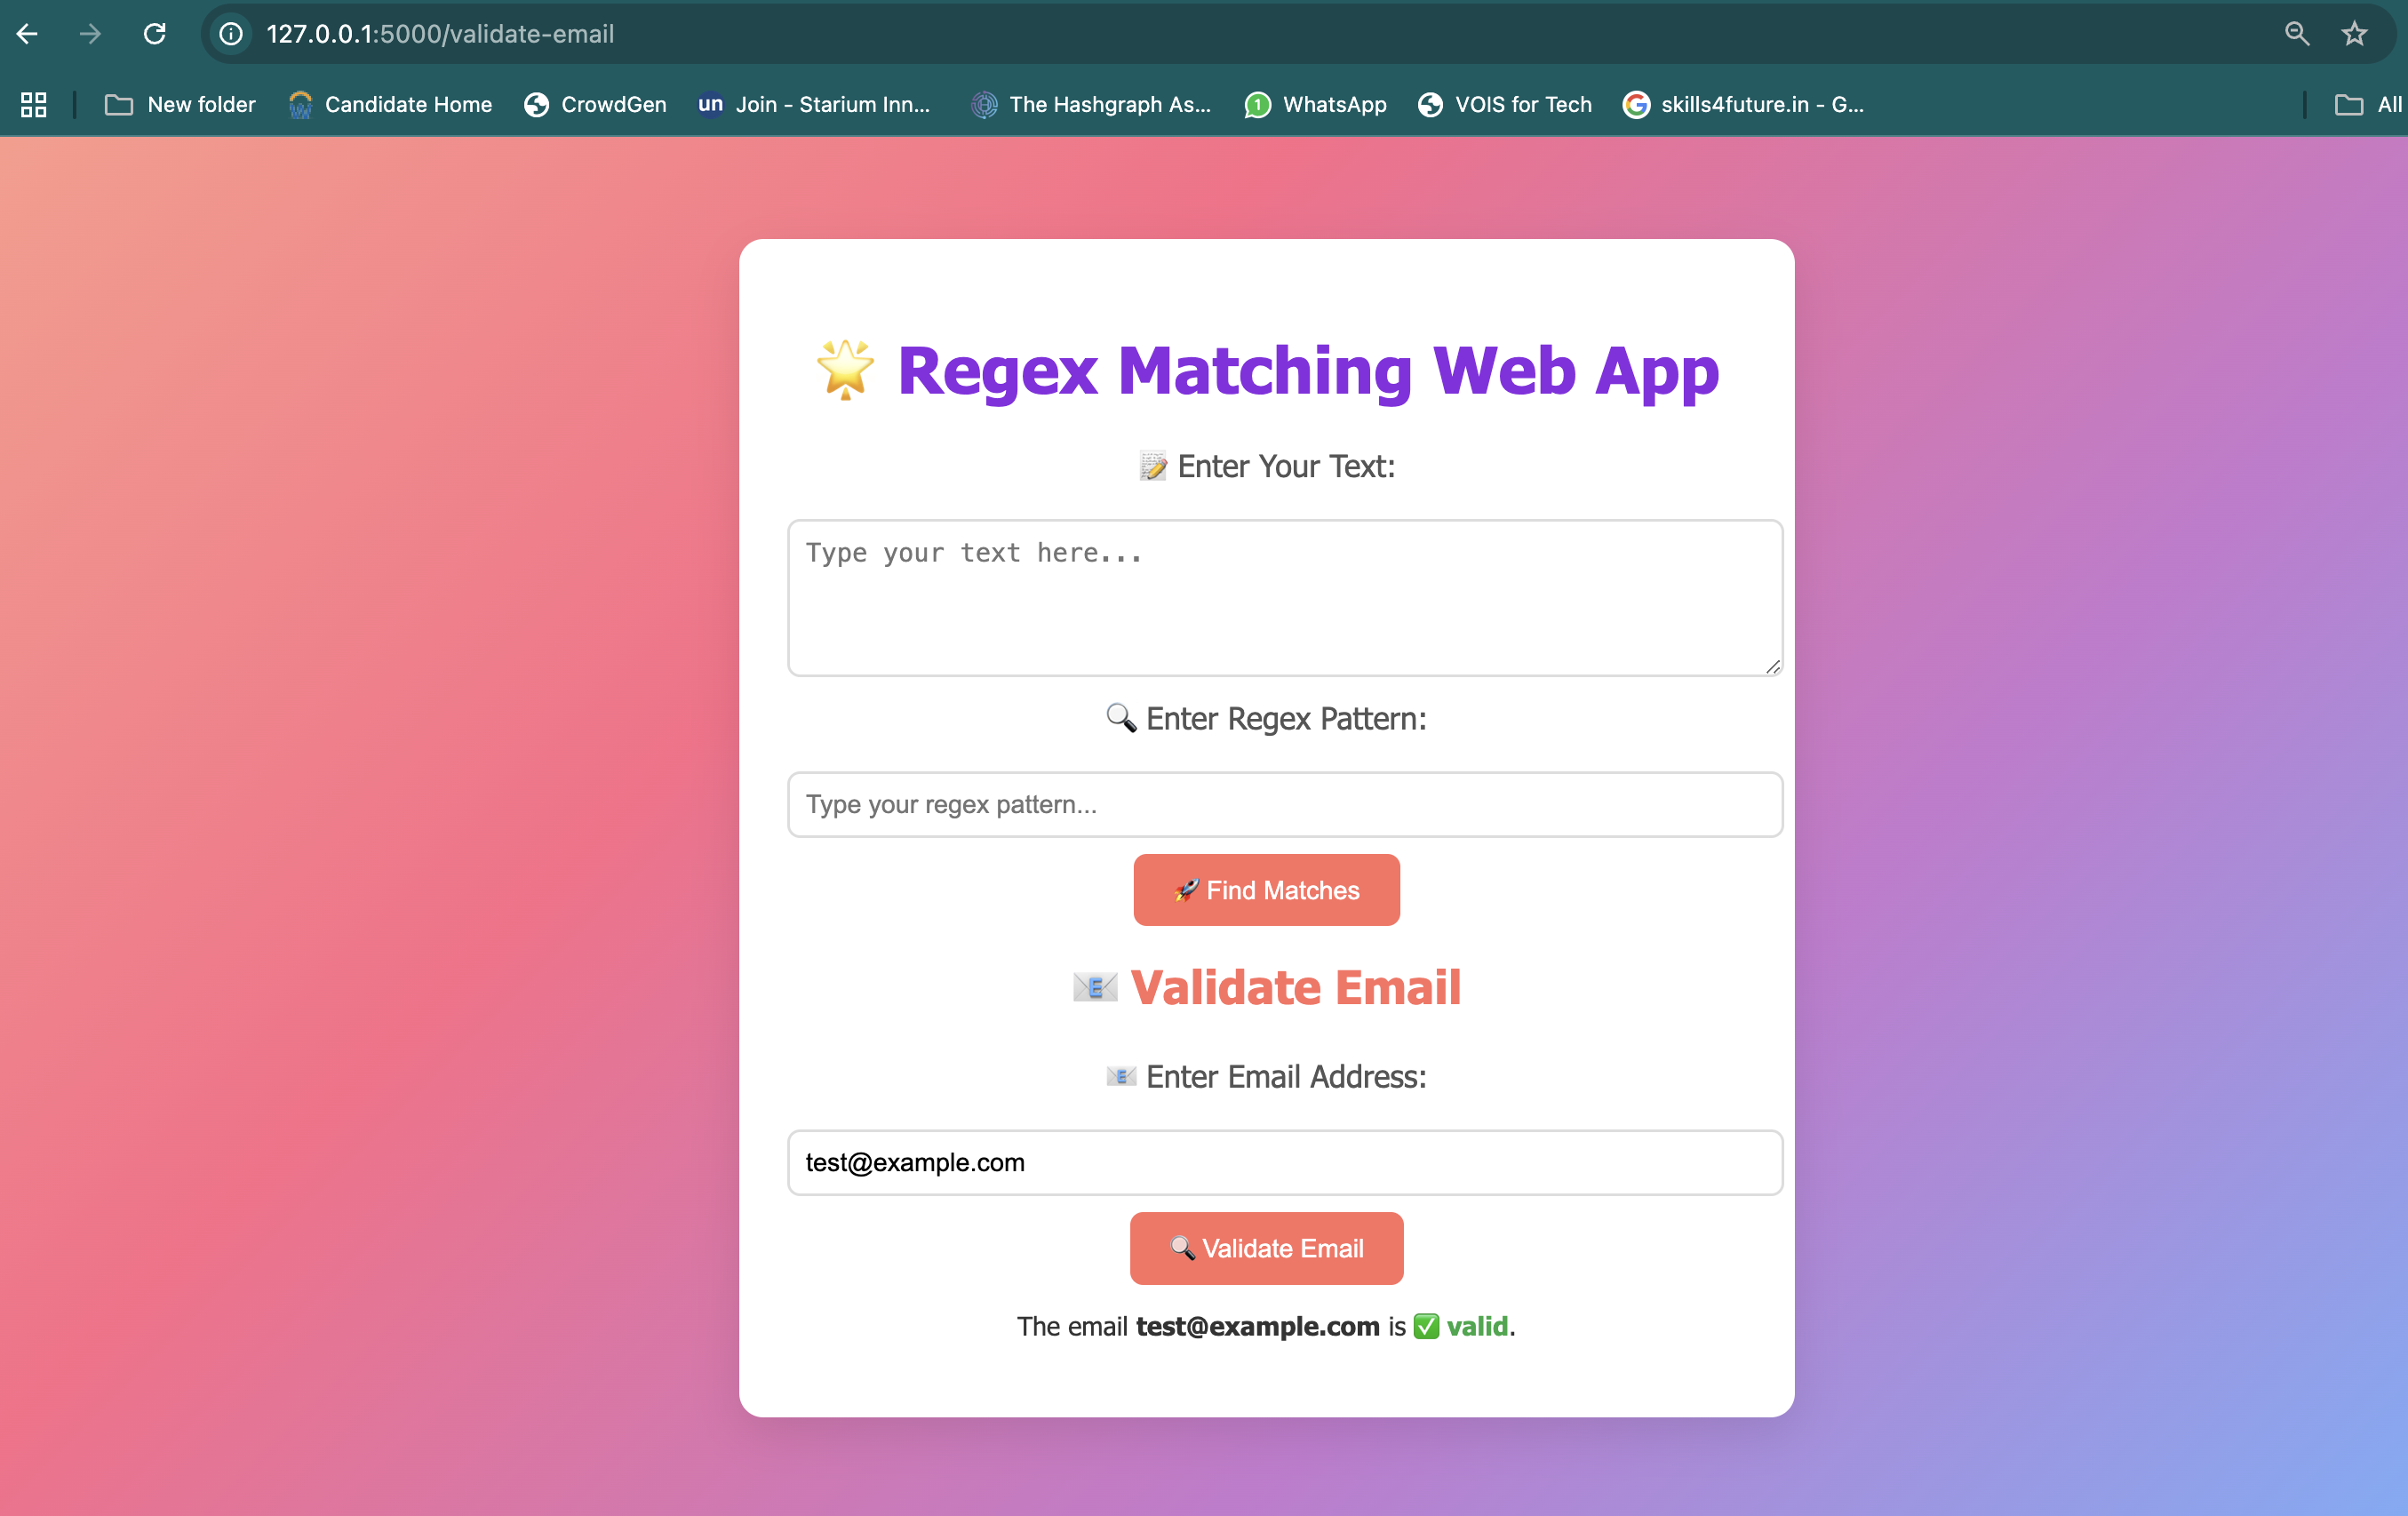 127.0.0.1:5000/validate-email
New folder Candidate Home CrowdGen un Join - Starium Inn... The Hashgraph As... 1 WhatsApp VOIS for Tech G skills4future.in - G... All
🌟 Regex Matching Web App
📝 Enter Your Text:
Type your text here...
🔍 Enter Regex Pattern:
Type your regex pattern...
🚀 Find Matches
📧 Validate Email
📧 Enter Email Address:
test@example.com
🔍 Validate Email
The email test@example.com is ✅ valid.